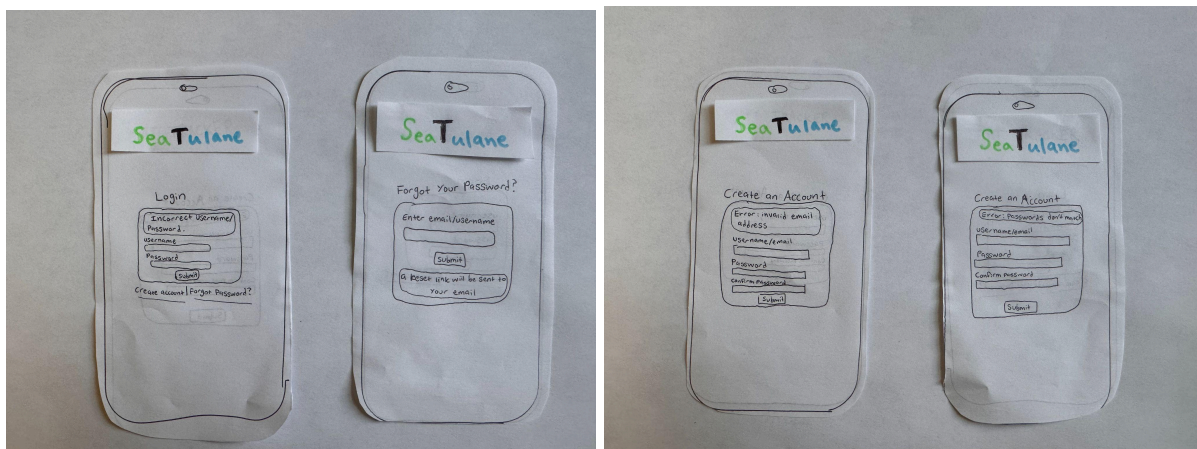 SeaTulane
Login
Incorrect username/
Password.
username
Password
Submit
Create account | Forgot Password?
SeaTulane
Forgot Your Password?
Enter email/username
Submit
a Reset link will be sent to
your email
SeaTulane
Create an Account
Error: invalid email
address
username/email
Password
confirm password
Submit
SeaTulane
Create an Account
Error: Passwords don't match
username/email
Password
confirm password
Submit